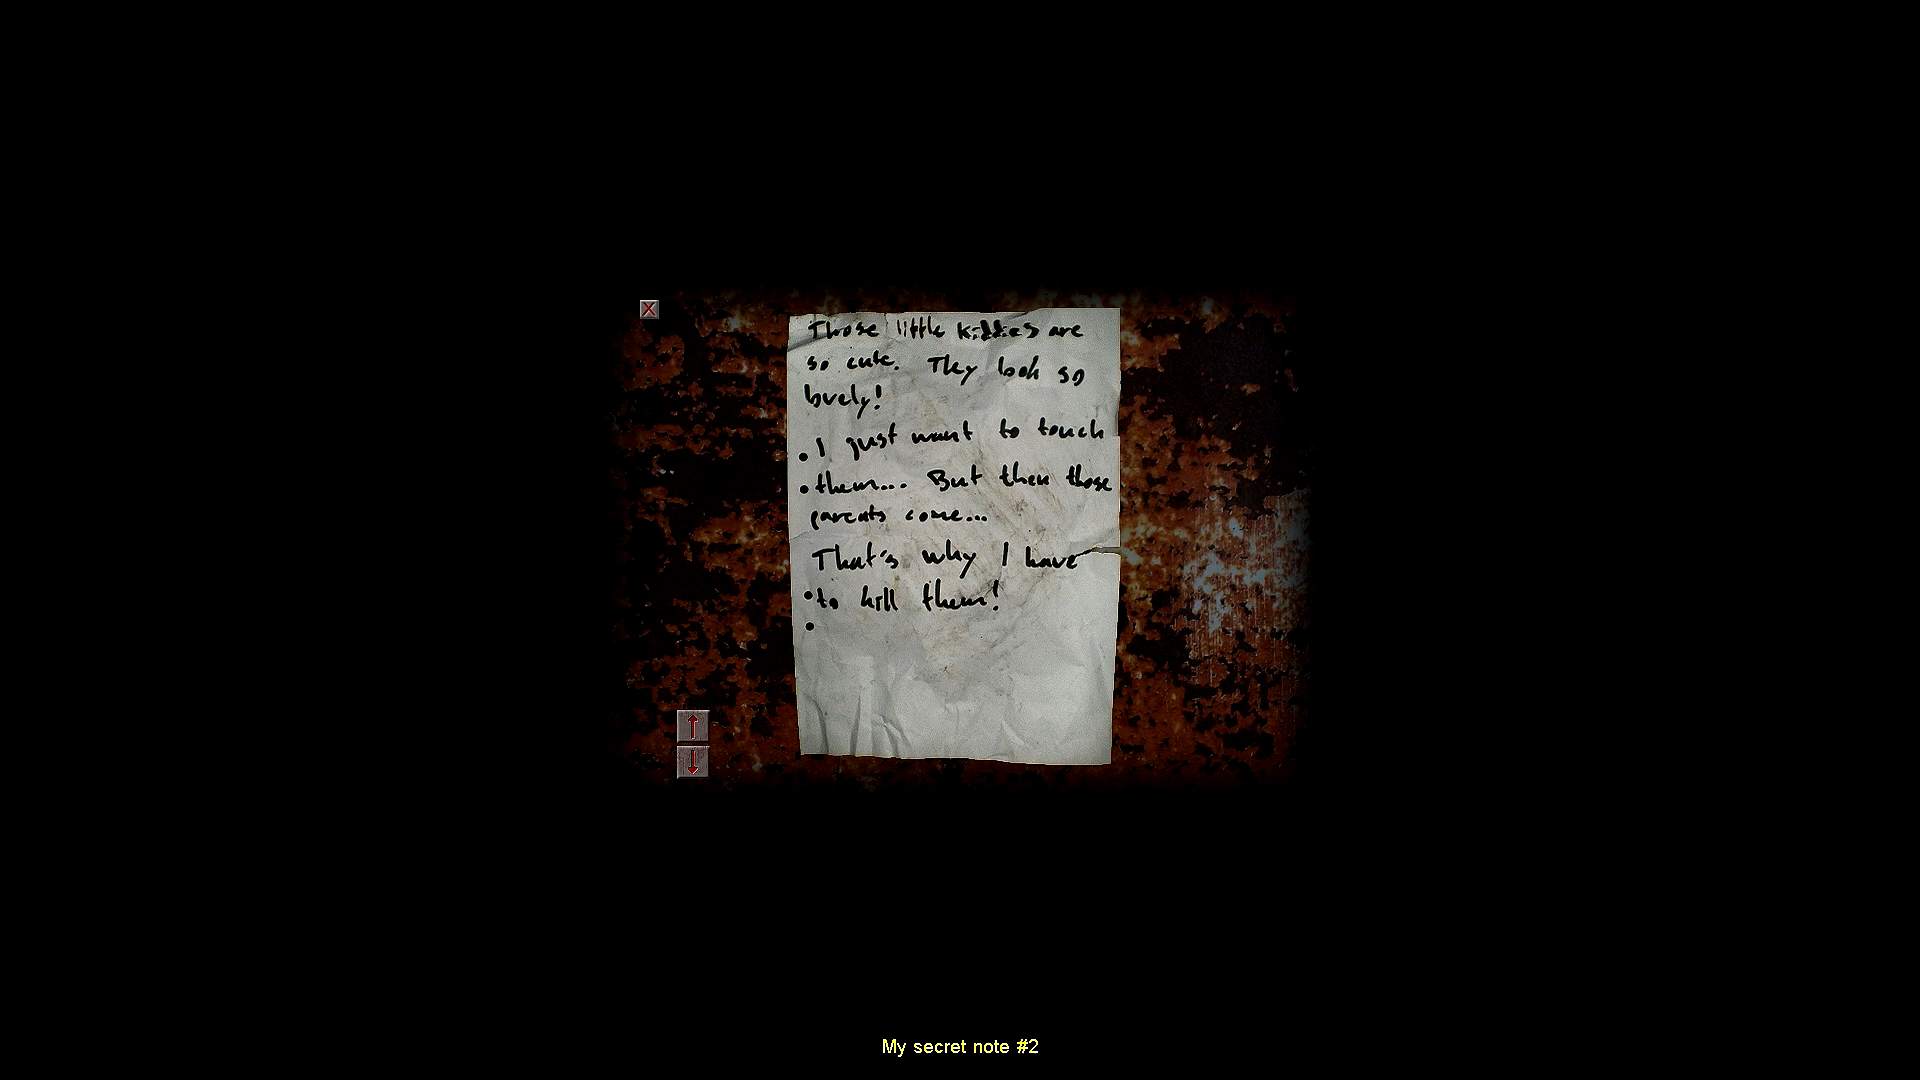 Those little kiddies are
so cute. They look so
lovely!
I just want to touch
them... But then those
parents come...
That's why I have
to kill them!
My secret note #2